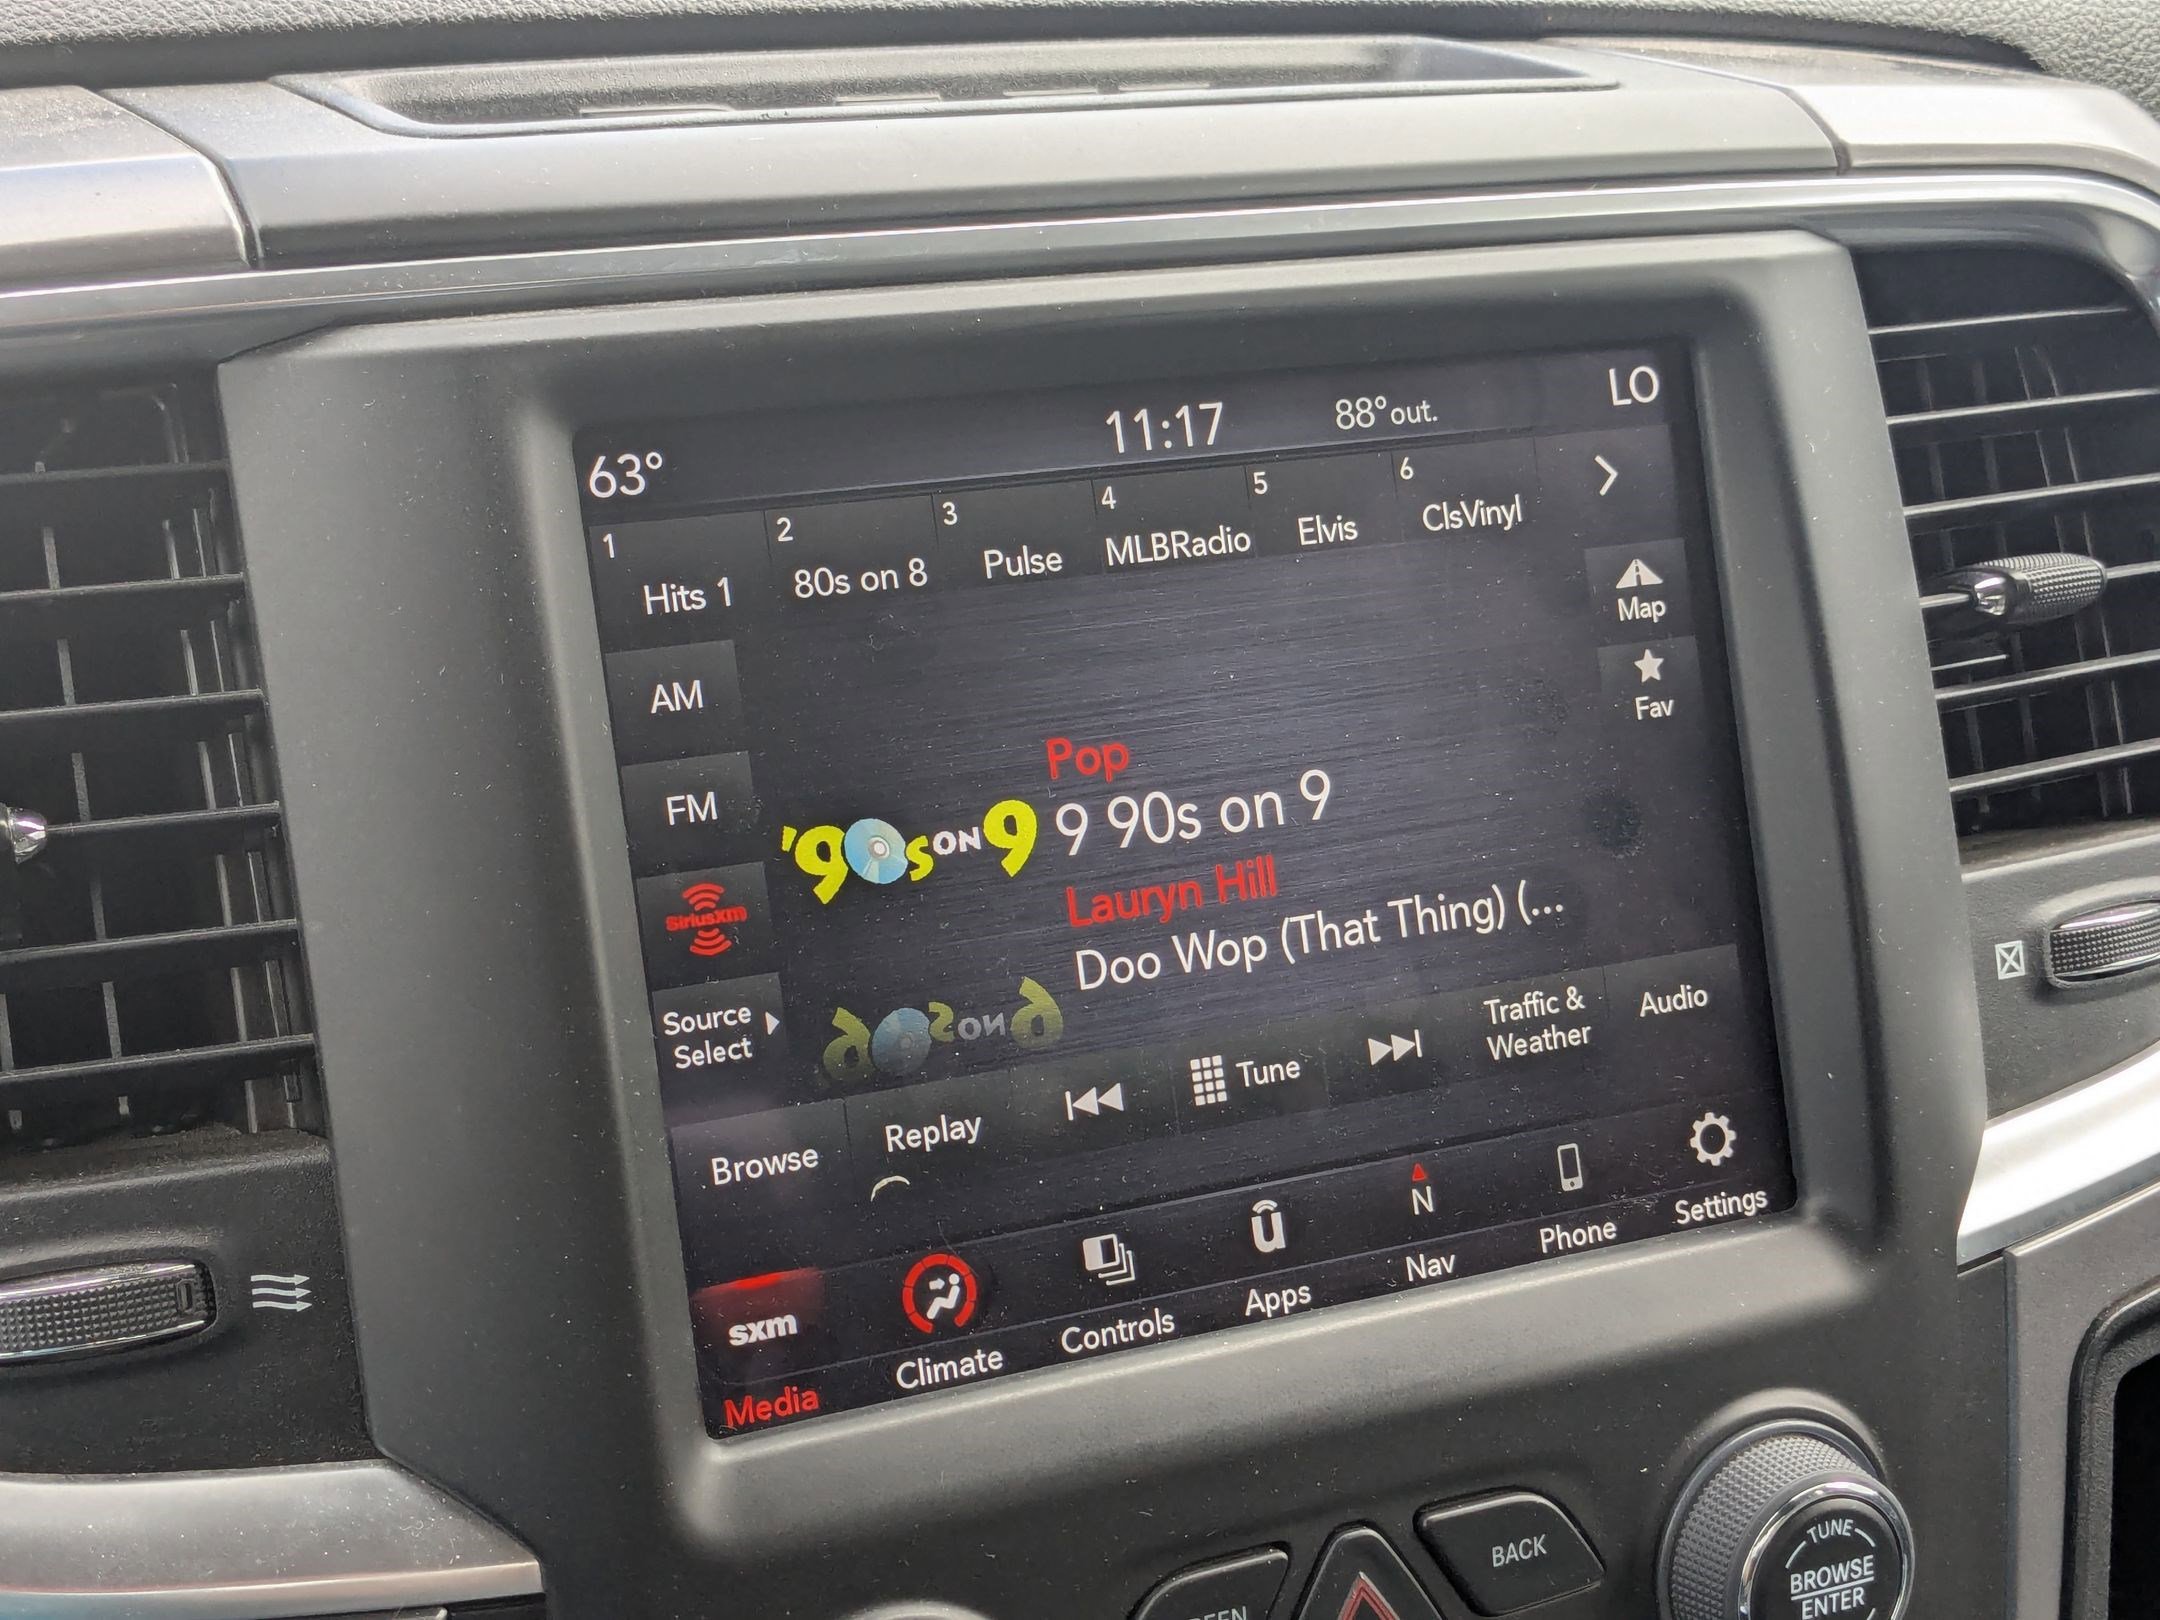 63°
11:17
88° out.
LO
1
Hits 1
2
80s on 8
3
Pulse
4
MLBRadio
5
Elvis
6
ClsVinyl
Map
Fav
AM
FM
SiriusXM
Source
Select
Pop
'90s ON 9
9 90s on 9
Lauryn Hill
Doo Wop (That Thing) (...
Browse
Replay
Tune
Traffic &
Weather
Audio
sxm
Media
Climate
Controls
u
Apps
N
Nav
Phone
Settings
BACK
TUNE
BROWSE
ENTER